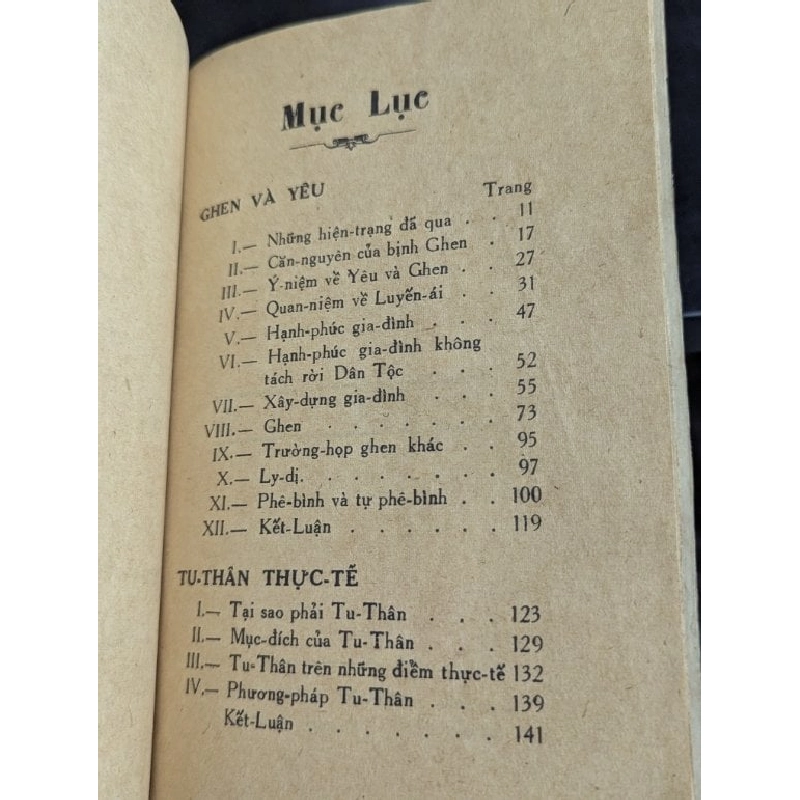 Mục Lục
GHEN VÀ YÊU Trang
I.— Những hiện-trạng đã qua . . 11
II.— Căn-nguyên của bịnh Ghen . 17
III.— Ý-niệm về Yêu và Ghen . . 27
IV.— Quan-niệm về Luyến-ái . . 31
V.— Hạnh-phúc gia-đình . . . 47
VI.— Hạnh-phúc gia-đình không
tách rời Dân Tộc . . . 52
VII.— Xây-dựng gia-đình . . . 55
VIII.— Ghen . . . . . . 73
IX.— Trường-họp ghen khác . . 95
X.— Ly-dị. . . . . . . 97
XI.— Phê-bình và tự phê-bình . . 100
XII.— Kết-Luận . . . . . 119
TU-THÂN THỰC-TẾ
I.— Tại sao phải Tu-Thân . . . 123
II.— Mục-đích của Tu-Thân . . . 129
III.— Tu-Thân trên những điểm thực-tế 132
IV.— Phương-pháp Tu-Thân . . . 139
Kết-Luận . . . . . . . 141